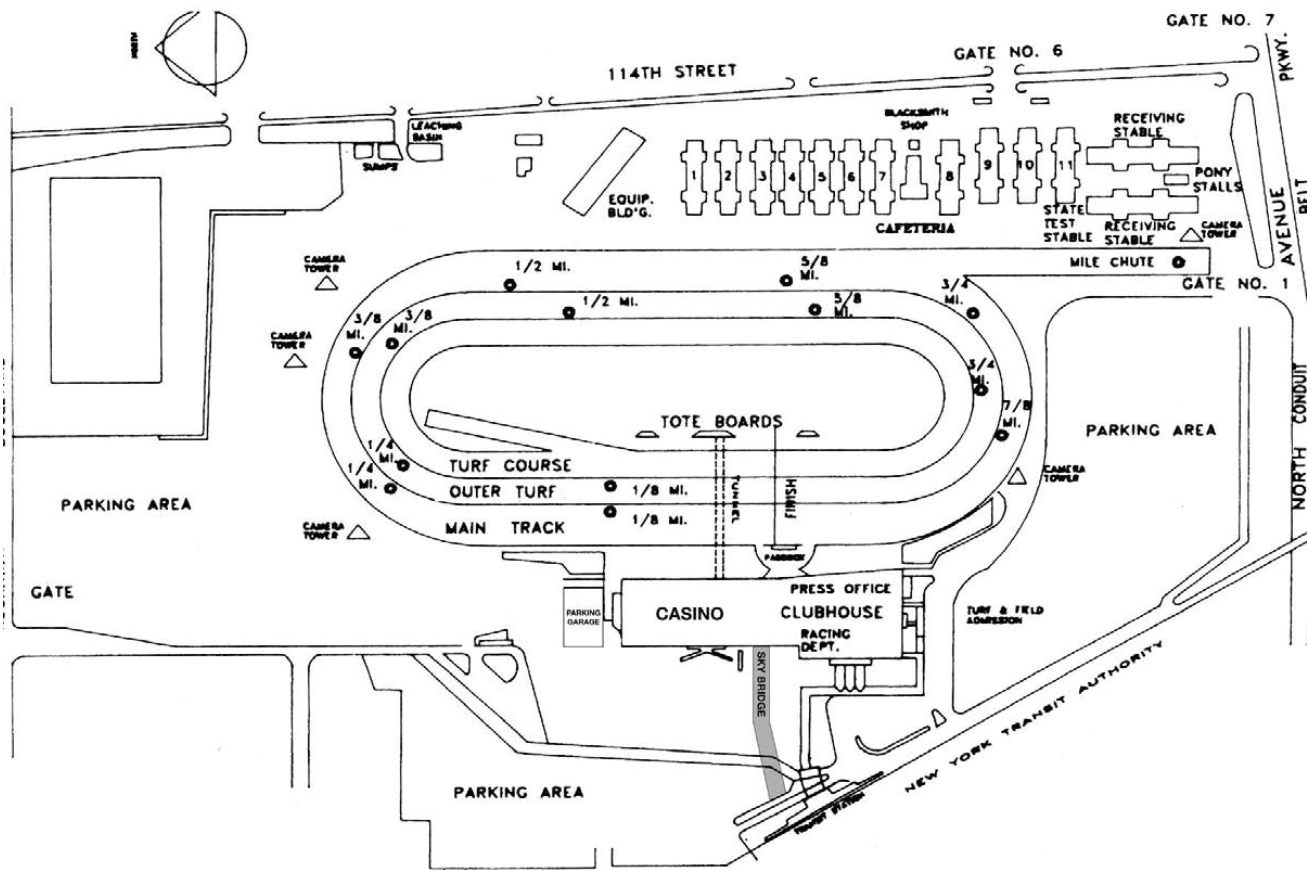 GATE NO. 7
PKWY.
GATE NO. 6
NORTH
114TH STREET
BLACKSMITH
SHOP
LEACHING
BASIN
SUMPS
RECEIVING
STABLE
1
2
3
4
5
6
7
8
9
10
11
PONY
STALLS
EQUIP.
BLD'G.
CAFETERIA
STATE
TEST
STABLE
RECEIVING
STABLE
CAMERA
TOWER
AVENUE
BELT
CAMERA
TOWER
1/2 MI.
5/8
MI.
MILE CHUTE
GATE NO. 1
1/2 MI.
5/8
MI.
3/4
MI.
3/8
MI.
3/8
MI.
CAMERA
TOWER
3/4
MI.
7/8
MI.
NORTH CONDUIT
TOTE BOARDS
PARKING AREA
1/4
MI.
1/4
MI.
TURF COURSE
CAMERA
TOWER
OUTER TURF
1/8 MI.
TUNNEL
FINISH
PARKING AREA
CAMERA
TOWER
MAIN TRACK
1/8 MI.
PADDOCK
GATE
PRESS OFFICE
PARKING
GARAGE
CASINO
CLUBHOUSE
TURF & FIELD
ADMISSION
RACING
DEPT.
SKY BRIDGE
NEW YORK TRANSIT AUTHORITY
PARKING AREA
TRANSIT STATION